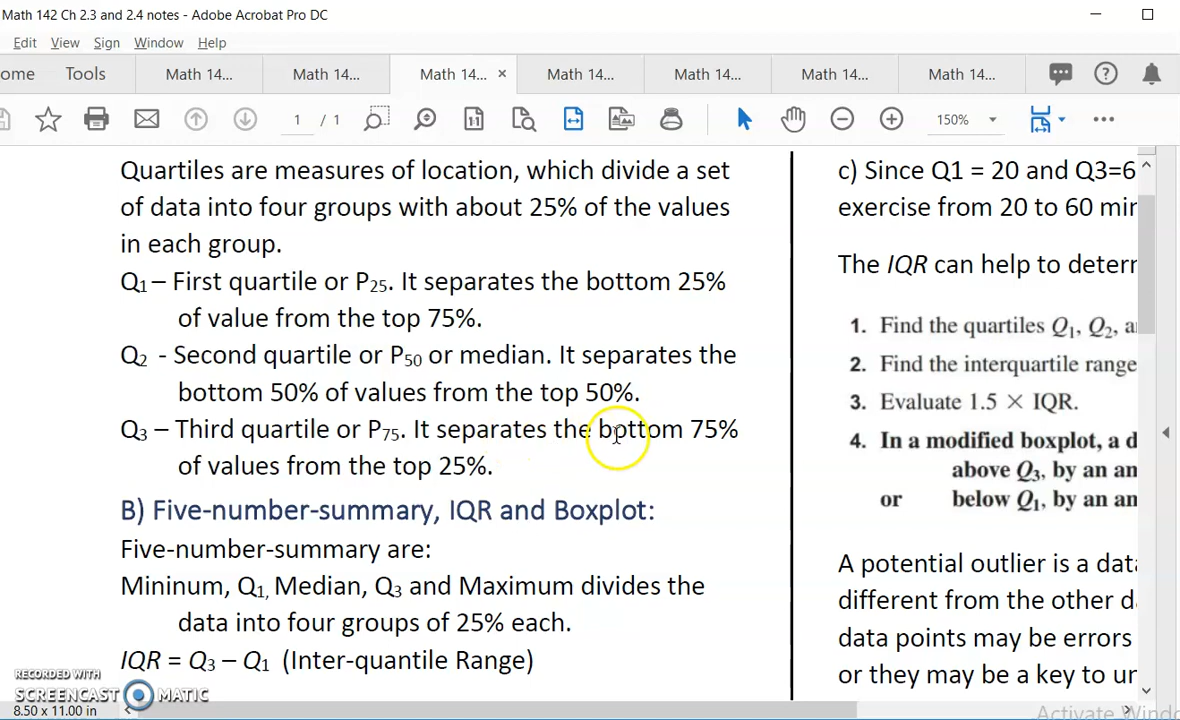 Math 142 Ch 2.3 and 2.4 notes - Adobe Acrobat Pro DC
Edit View Sign Window Help
ome Tools Math 14... Math 14... Math 14... × Math 14... Math 14... Math 14... Math 14...
1 / 1 150%
Quartiles are measures of location, which divide a set
of data into four groups with about 25% of the values
in each group.
Q1 – First quartile or P25. It separates the bottom 25%
of value from the top 75%.
Q2 - Second quartile or P50 or median. It separates the
bottom 50% of values from the top 50%.
Q3 – Third quartile or P75. It separates the bottom 75%
of values from the top 25%.
B) Five-number-summary, IQR and Boxplot:
Five-number-summary are:
Mininum, Q1, Median, Q3 and Maximum divides the
data into four groups of 25% each.
IQR = Q3 – Q1 (Inter-quantile Range)
c) Since Q1 = 20 and Q3=6
exercise from 20 to 60 mir
The IQR can help to deterr
1. Find the quartiles Q1, Q2, a
2. Find the interquartile range
3. Evaluate 1.5 × IQR.
4. In a modified boxplot, a d
above Q3, by an an
or below Q1, by an an
A potential outlier is a data
different from the other d
data points may be errors
or they may be a key to ur
RECORDED WITH
SCREENCAST MATIC
8.50 x 11.00 in
Activate Windo